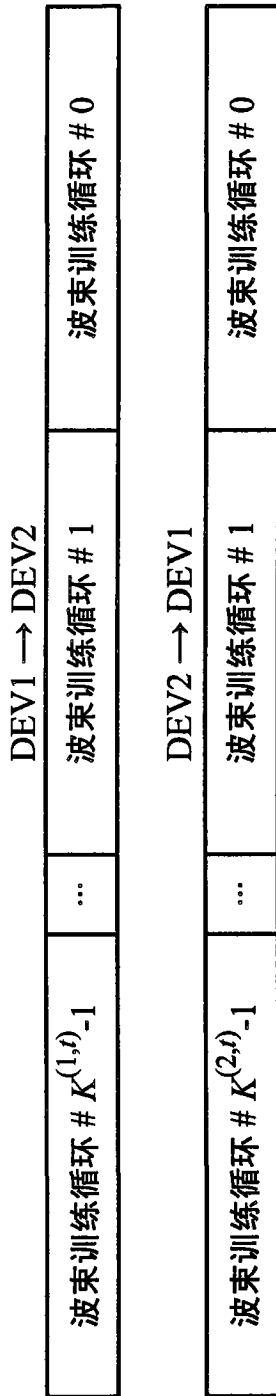 DEV1 → DEV2
波束训练循环 # K^(1,t)-1
...
波束训练循环 # 1
波束训练循环 # 0
DEV2 → DEV1
波束训练循环 # K^(2,t)-1
...
波束训练循环 # 1
波束训练循环 # 0